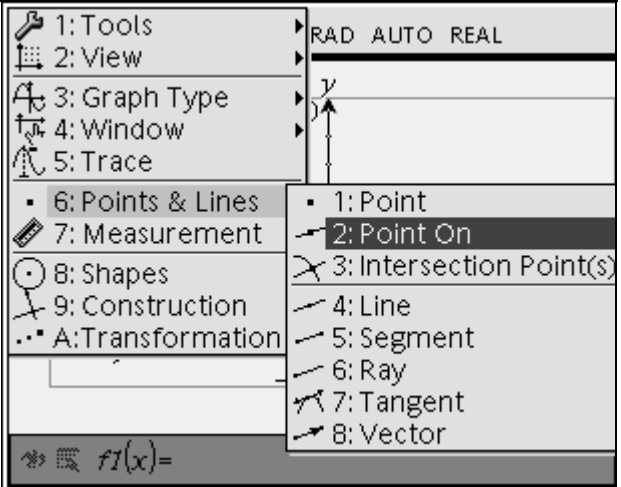 1: Tools
RAD AUTO REAL
2: View
3: Graph Type
y
4: Window
5: Trace
6: Points & Lines
1: Point
7: Measurement
2: Point On
3: Intersection Point(s)
8: Shapes
9: Construction
4: Line
A:Transformation
5: Segment
6: Ray
7: Tangent
8: Vector
f1(x)=